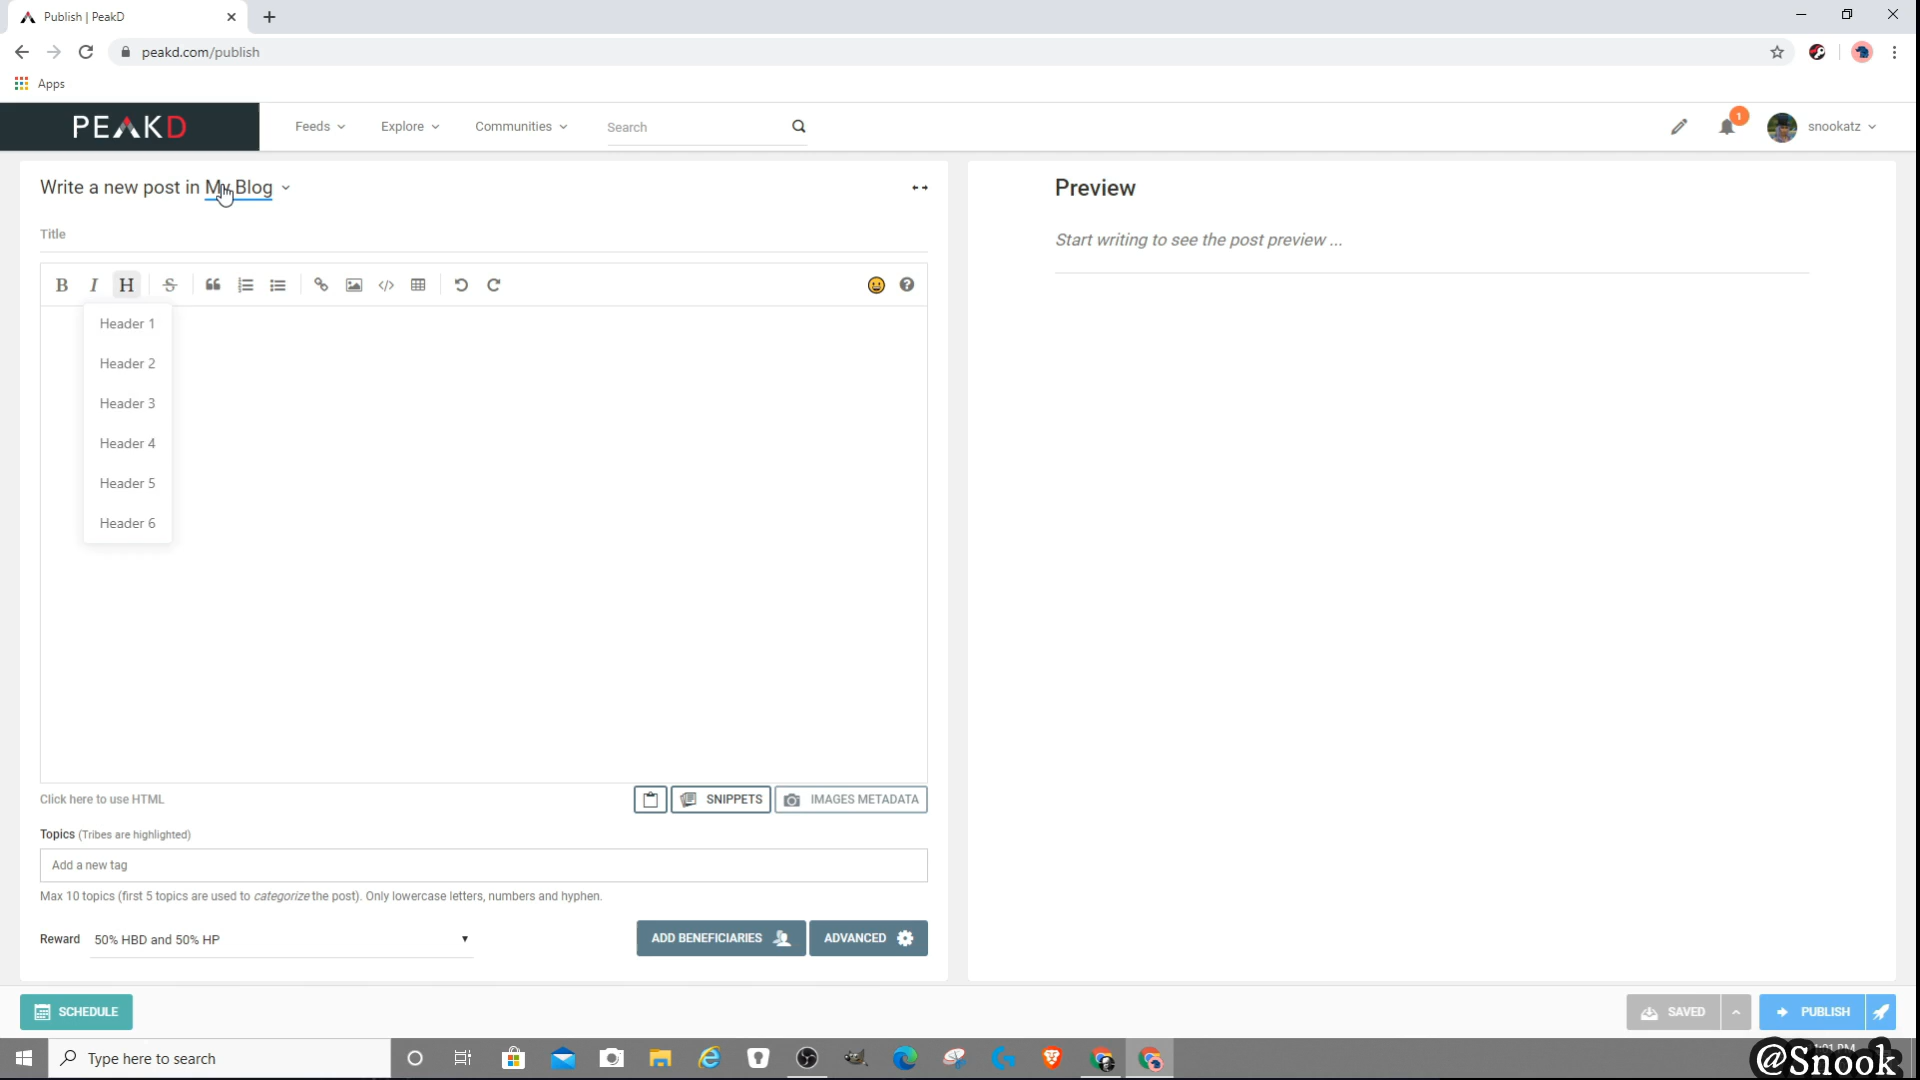 Publish | PeakD
peakd.com/publish
Apps
PEAKD
Feeds
Explore
Communities
Search
1
snookatz
Write a new post in My Blog
Title
B I H S
Header 1
Header 2
Header 3
Header 4
Header 5
Header 6
Click here to use HTML
SNIPPETS
IMAGES METADATA
Topics (Tribes are highlighted)
Add a new tag
Max 10 topics (first 5 topics are used to categorize the post). Only lowercase letters, numbers and hyphen.
Reward
50% HBD and 50% HP
ADD BENEFICIARIES
ADVANCED
Preview
Start writing to see the post preview ...
SCHEDULE
SAVED
PUBLISH
Type here to search
@Snook